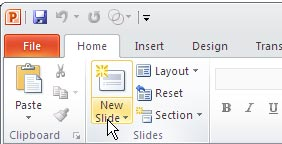 P
File Home Insert Design Trans
Paste
New
Slide
Layout
Reset
Section
B I U
Clipboard Slides